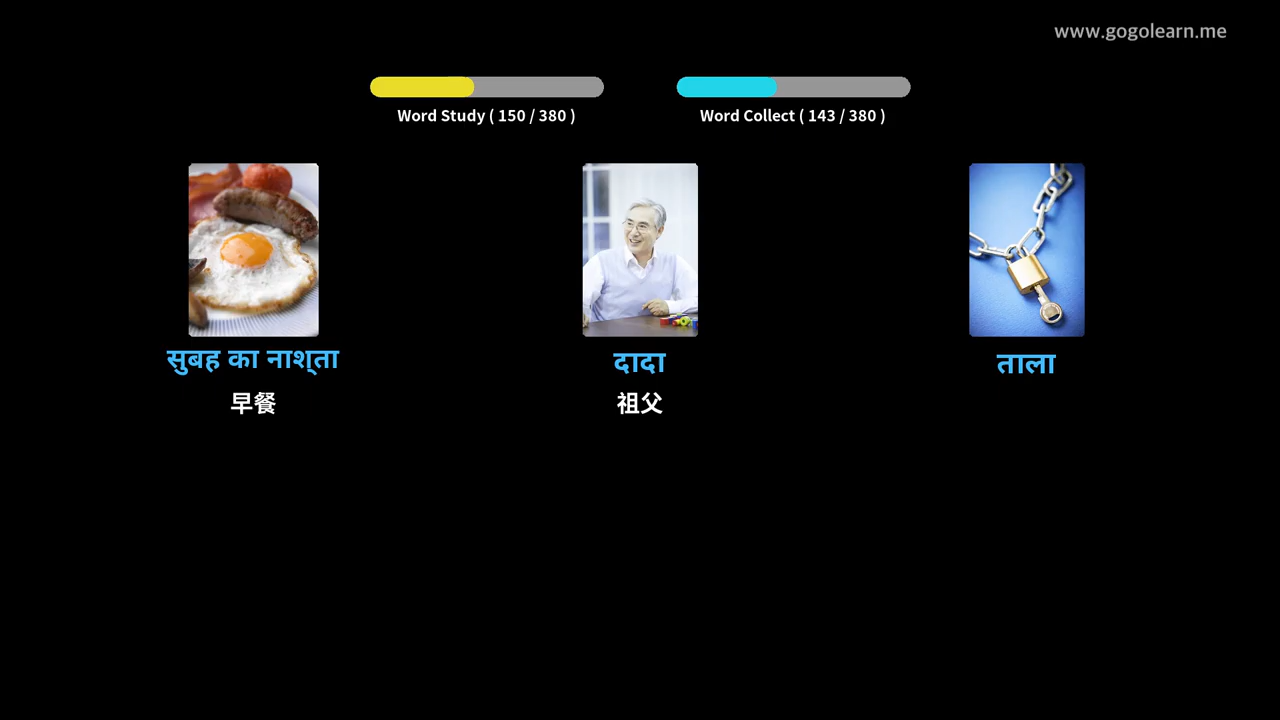 www.gogolearn.me
Word Study ( 150 / 380 )
Word Collect ( 143 / 380 )
सुबह का नाश्‍ता
दादा
ताला
早餐
祖父